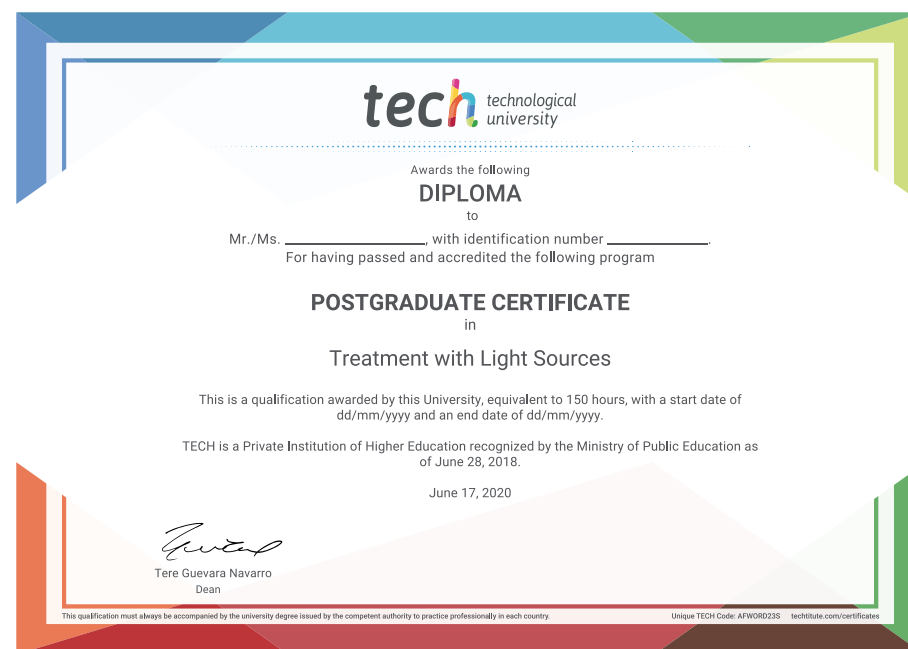 tech technological
university
Awards the following
DIPLOMA
to
Mr./Ms. ____________, with identification number ____________.
For having passed and accredited the following program
POSTGRADUATE CERTIFICATE
in
Treatment with Light Sources
This is a qualification awarded by this University, equivalent to 150 hours, with a start date of
dd/mm/yyyy and an end date of dd/mm/yyyy.
TECH is a Private Institution of Higher Education recognized by the Ministry of Public Education as
of June 28, 2018.
June 17, 2020
Tere Guevara Navarro
Dean
This qualification must always be accompanied by the university degree issued by the competent authority to practice professionally in each country. Unique TECH Code: AFWORD23S techtitute.com/certificates